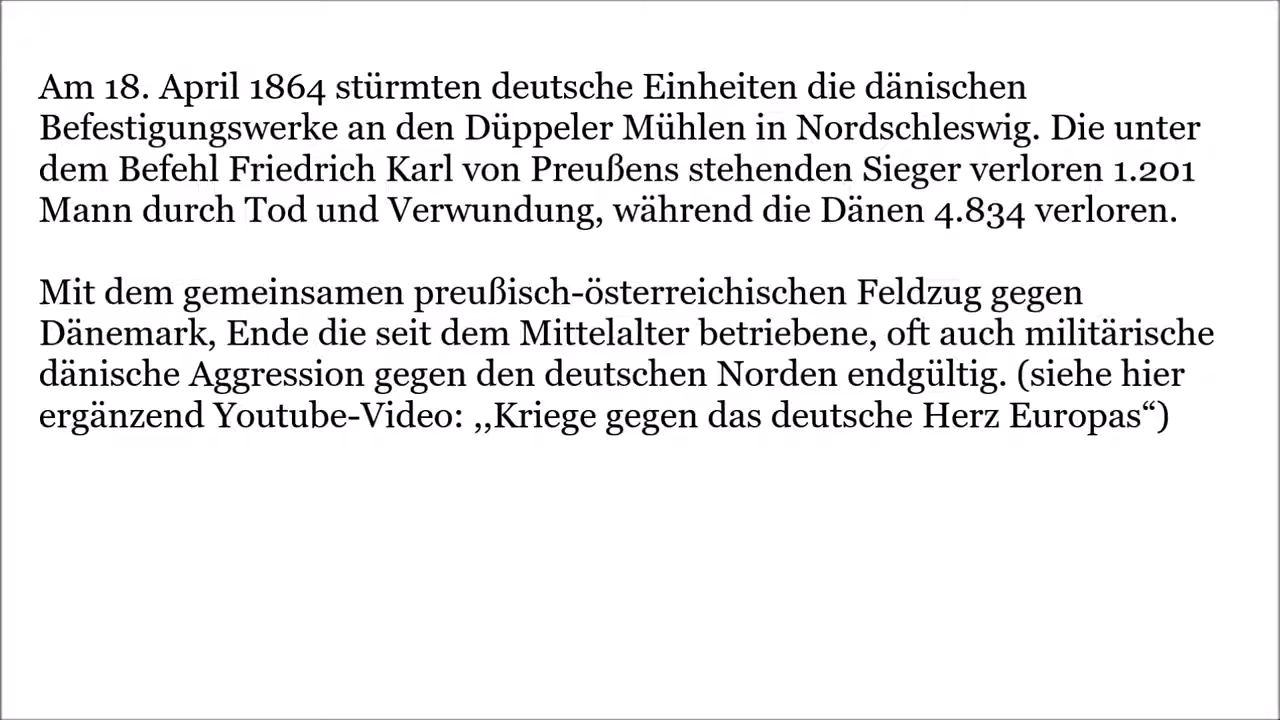 Am 18. April 1864 stürmten deutsche Einheiten die dänischen
Befestigungswerke an den Düppeler Mühlen in Nordschleswig. Die unter
dem Befehl Friedrich Karl von Preußens stehenden Sieger verloren 1.201
Mann durch Tod und Verwundung, während die Dänen 4.834 verloren.
Mit dem gemeinsamen preußisch-österreichischen Feldzug gegen
Dänemark, Ende die seit dem Mittelalter betriebene, oft auch militärische
dänische Aggression gegen den deutschen Norden endgültig. (siehe hier
ergänzend Youtube-Video: ,,Kriege gegen das deutsche Herz Europas“)